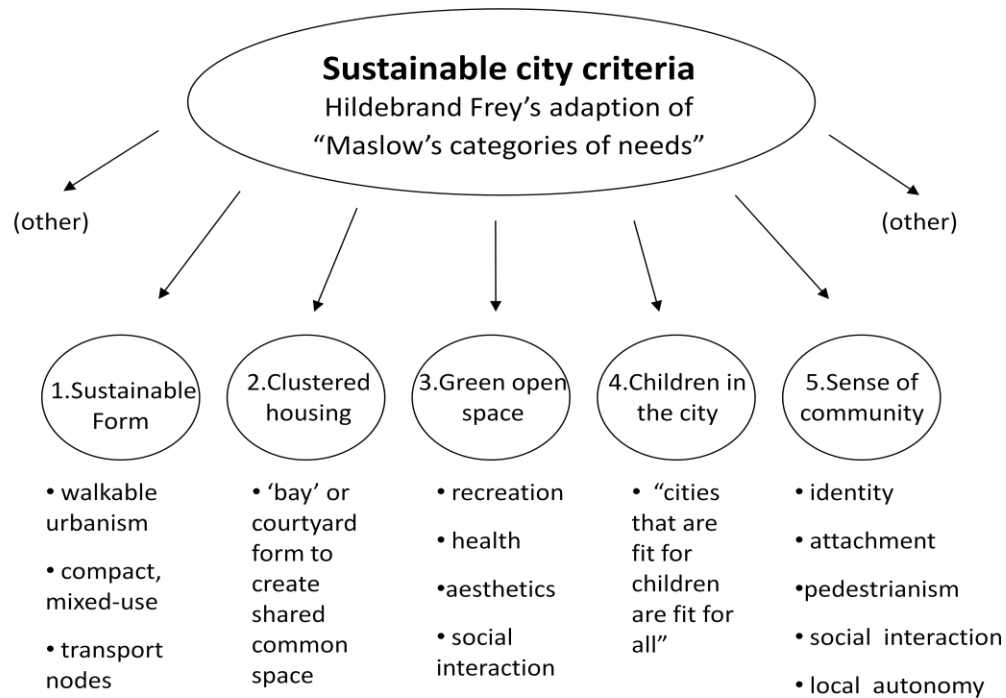 Sustainable city criteria
Hildebrand Frey’s adaption of
“Maslow’s categories of needs”
(other)
(other)
1.Sustainable
Form
2.Clustered
housing
3.Green open
space
4.Children in
the city
5.Sense of
community
• walkable
urbanism
• compact,
mixed-use
• transport
nodes
• ‘bay’ or
courtyard
form to
create
shared
common
space
• recreation
• health
•aesthetics
• social
interaction
• “cities
that are
fit for
children
are fit for
all”
• identity
• attachment
•pedestrianism
• social interaction
• local autonomy